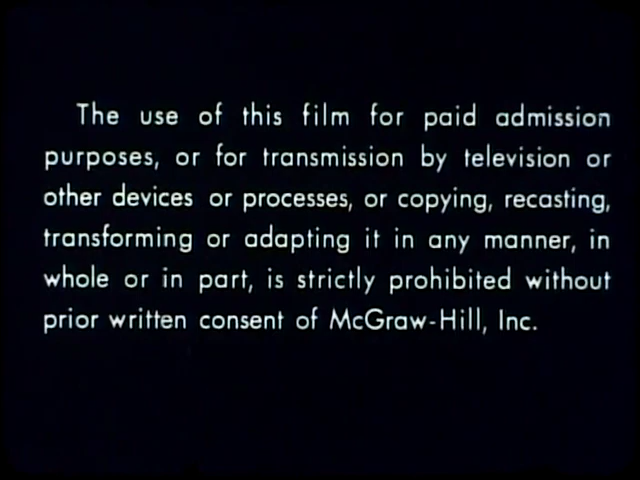 The use of this film for paid admission
purposes, or for transmission by television or
other devices or processes, or copying, recasting,
transforming or adapting it in any manner, in
whole or in part, is strictly prohibited without
prior written consent of McGraw-Hill, Inc.